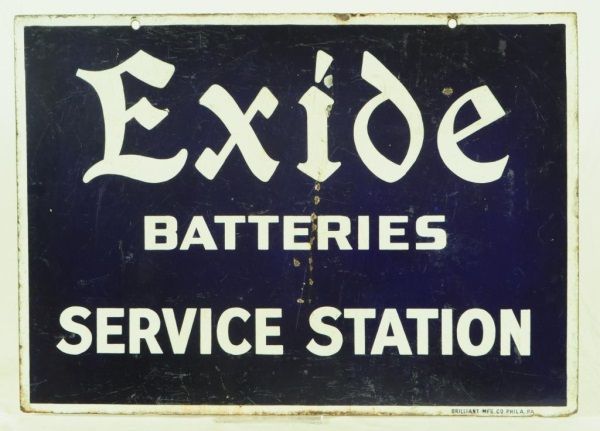 Exide
BATTERIES
SERVICE STATION
BRILLIANT MFG. CO. PHILA. PA.